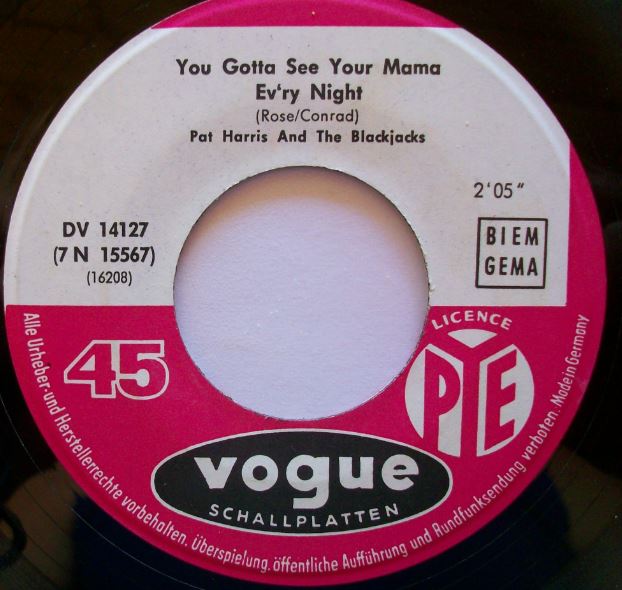 You Gotta See Your Mama
Ev'ry Night
(Rose/Conrad)
Pat Harris And The Blackjacks
2'05"
DV 14127
(7 N 15567)
(16208)
BIEM
GEMA
45
LICENCE
PYE
vogue
SCHALLPLATTEN
Alle Urheber-und Herstellerrechte vorbehalten. Überspielung, öffentliche Aufführung und Rundfunksendung verboten. Made in Germany